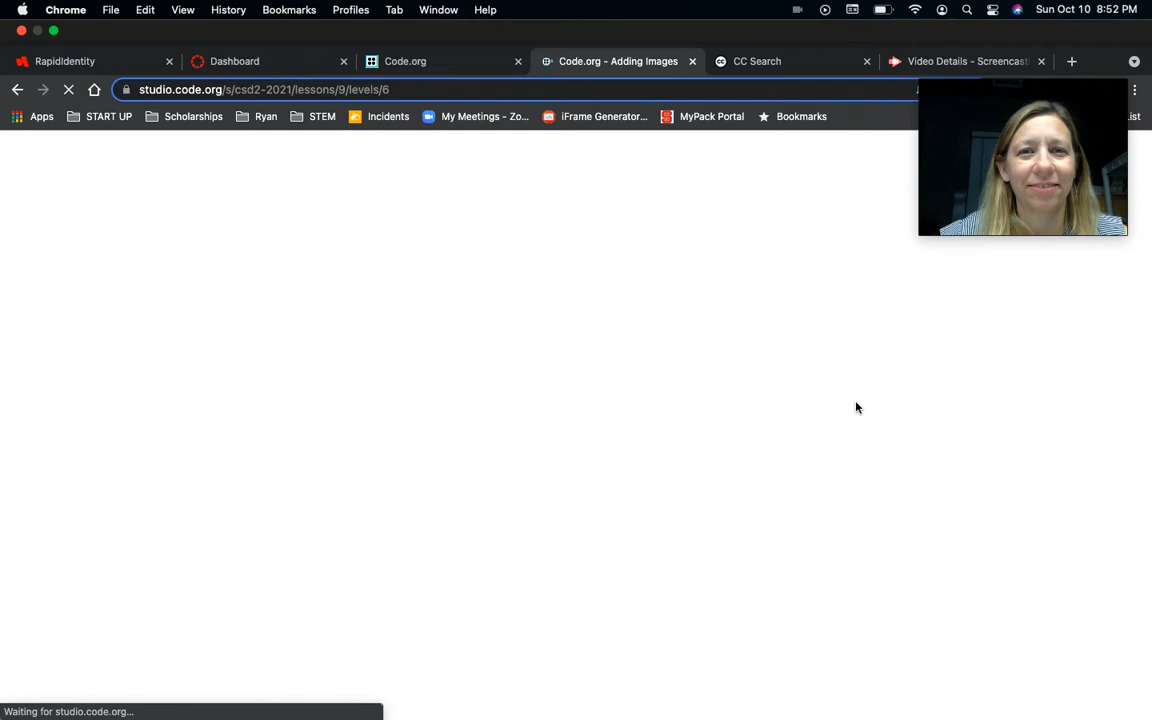 Chrome File Edit View History Bookmarks Profiles Tab Window Help Sun Oct 10 8:52 PM
RapidIdentity Dashboard Code.org Code.org - Adding Images CC Search Video Details - Screencast
studio.code.org/s/csd2-2021/lessons/9/levels/6
Apps START UP Scholarships Ryan STEM Incidents My Meetings - Zo... iFrame Generator... MyPack Portal Bookmarks List
Waiting for studio.code.org...